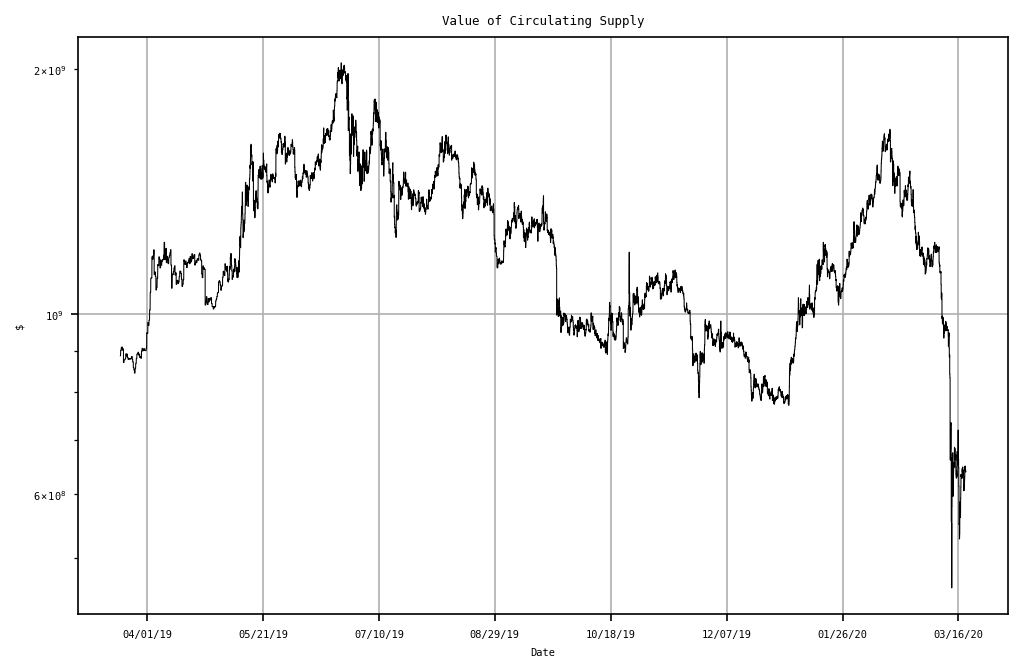 Value of Circulating Supply
2×10⁹
10⁹
6×10⁸
$
04/01/19 05/21/19 07/10/19 08/29/19 10/18/19 12/07/19 01/26/20 03/16/20
Date